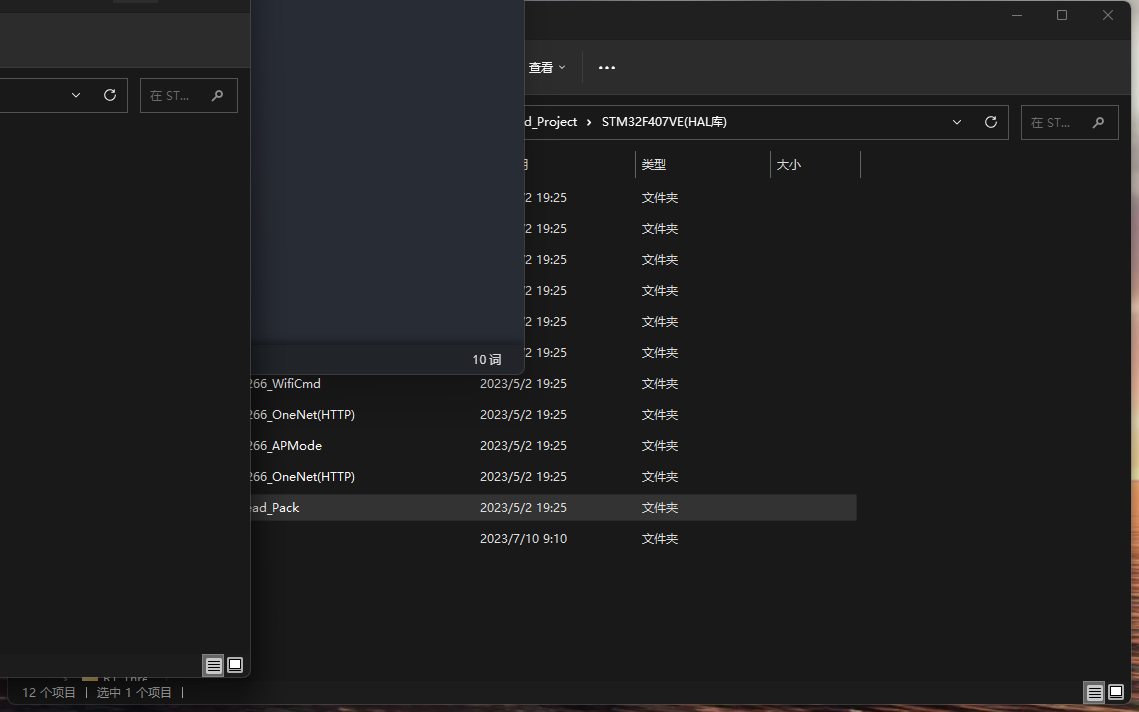 查看
在 ST...
d_Project > STM32F407VE(HAL库)
在 ST...
类型
大小
2 19:25 文件夹
2 19:25 文件夹
2 19:25 文件夹
2 19:25 文件夹
2 19:25 文件夹
2 19:25 文件夹
10 词
266_WifiCmd 2023/5/2 19:25 文件夹
266_OneNet(HTTP) 2023/5/2 19:25 文件夹
266_APMode 2023/5/2 19:25 文件夹
266_OneNet(HTTP) 2023/5/2 19:25 文件夹
ead_Pack 2023/5/2 19:25 文件夹
2023/7/10 9:10 文件夹
12 个项目 | 选中 1 个项目 |